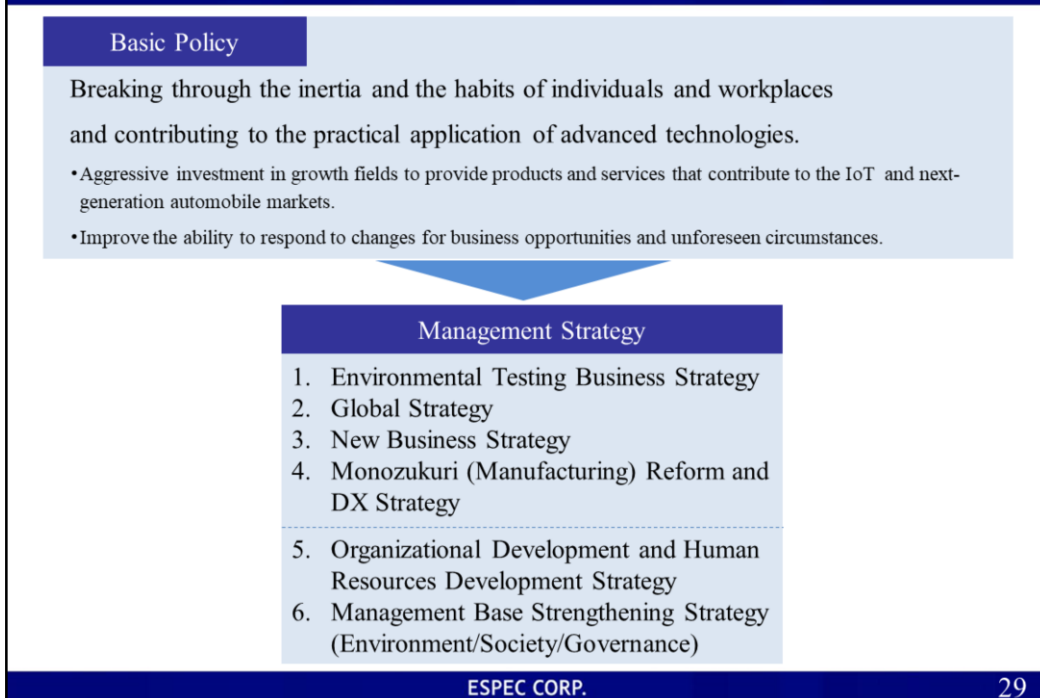 Basic Policy
Breaking through the inertia and the habits of individuals and workplaces
and contributing to the practical application of advanced technologies.
•Aggressive investment in growth fields to provide products and services that contribute to the IoT and next-
generation automobile markets.
•Improve the ability to respond to changes for business opportunities and unforeseen circumstances.
Management Strategy
1. Environmental Testing Business Strategy
2. Global Strategy
3. New Business Strategy
4. Monozukuri (Manufacturing) Reform and
DX Strategy
5. Organizational Development and Human
Resources Development Strategy
6. Management Base Strengthening Strategy
(Environment/Society/Governance)
ESPEC CORP.
29